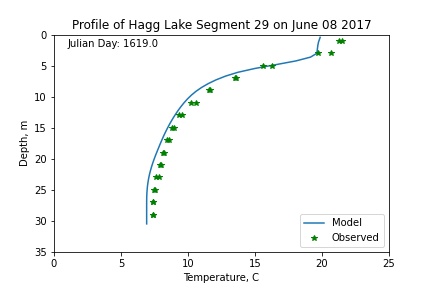 Profile of Hagg Lake Segment 29 on June 08 2017
Julian Day: 1619.0
0
5
10
15
20
25
30
35
Depth, m
Model
Observed
0 5 10 15 20 25
Temperature, C